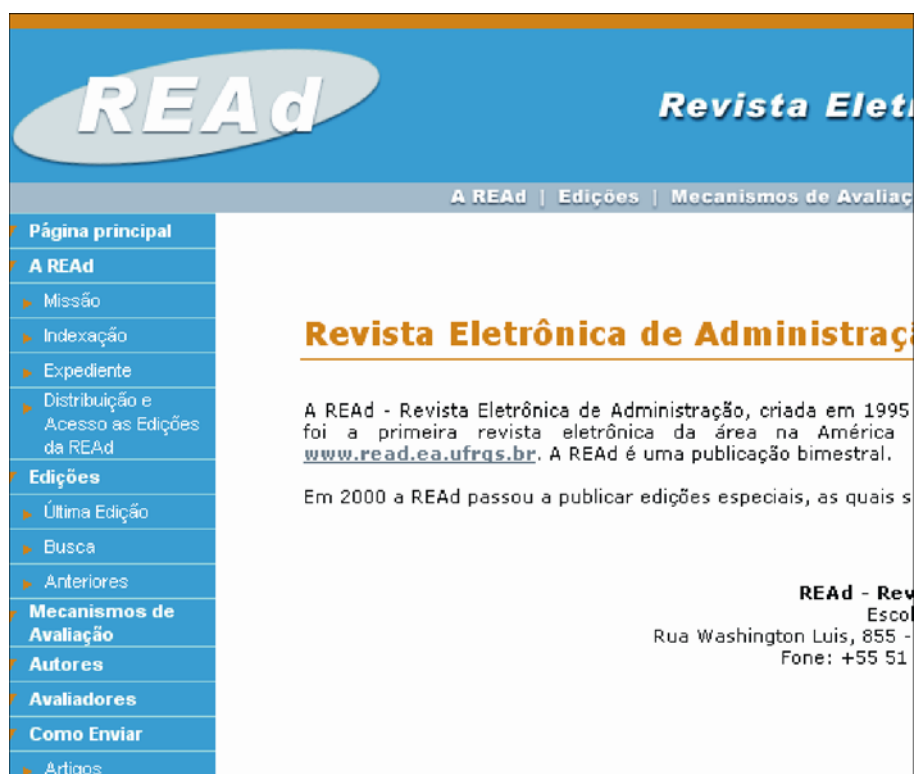 REAd
Revista Elet
A REAd | Edições | Mecanismos de Avaliaç
Página principal
A REAd
Missão
Indexação
Expediente
Distribuição e
Acesso as Edições
da REAd
Edições
Última Edição
Busca
Anteriores
Mecanismos de
Avaliação
Autores
Avaliadores
Como Enviar
Artigos
Revista Eletrônica de Administraç
A REAd - Revista Eletrônica de Administração, criada em 1995
foi a primeira revista eletrônica da área na América
www.read.ea.ufrgs.br. A REAd é uma publicação bimestral.
Em 2000 a REAd passou a publicar edições especiais, as quais s
REAd - Rev
Escol
Rua Washington Luis, 855 -
Fone: +55 51